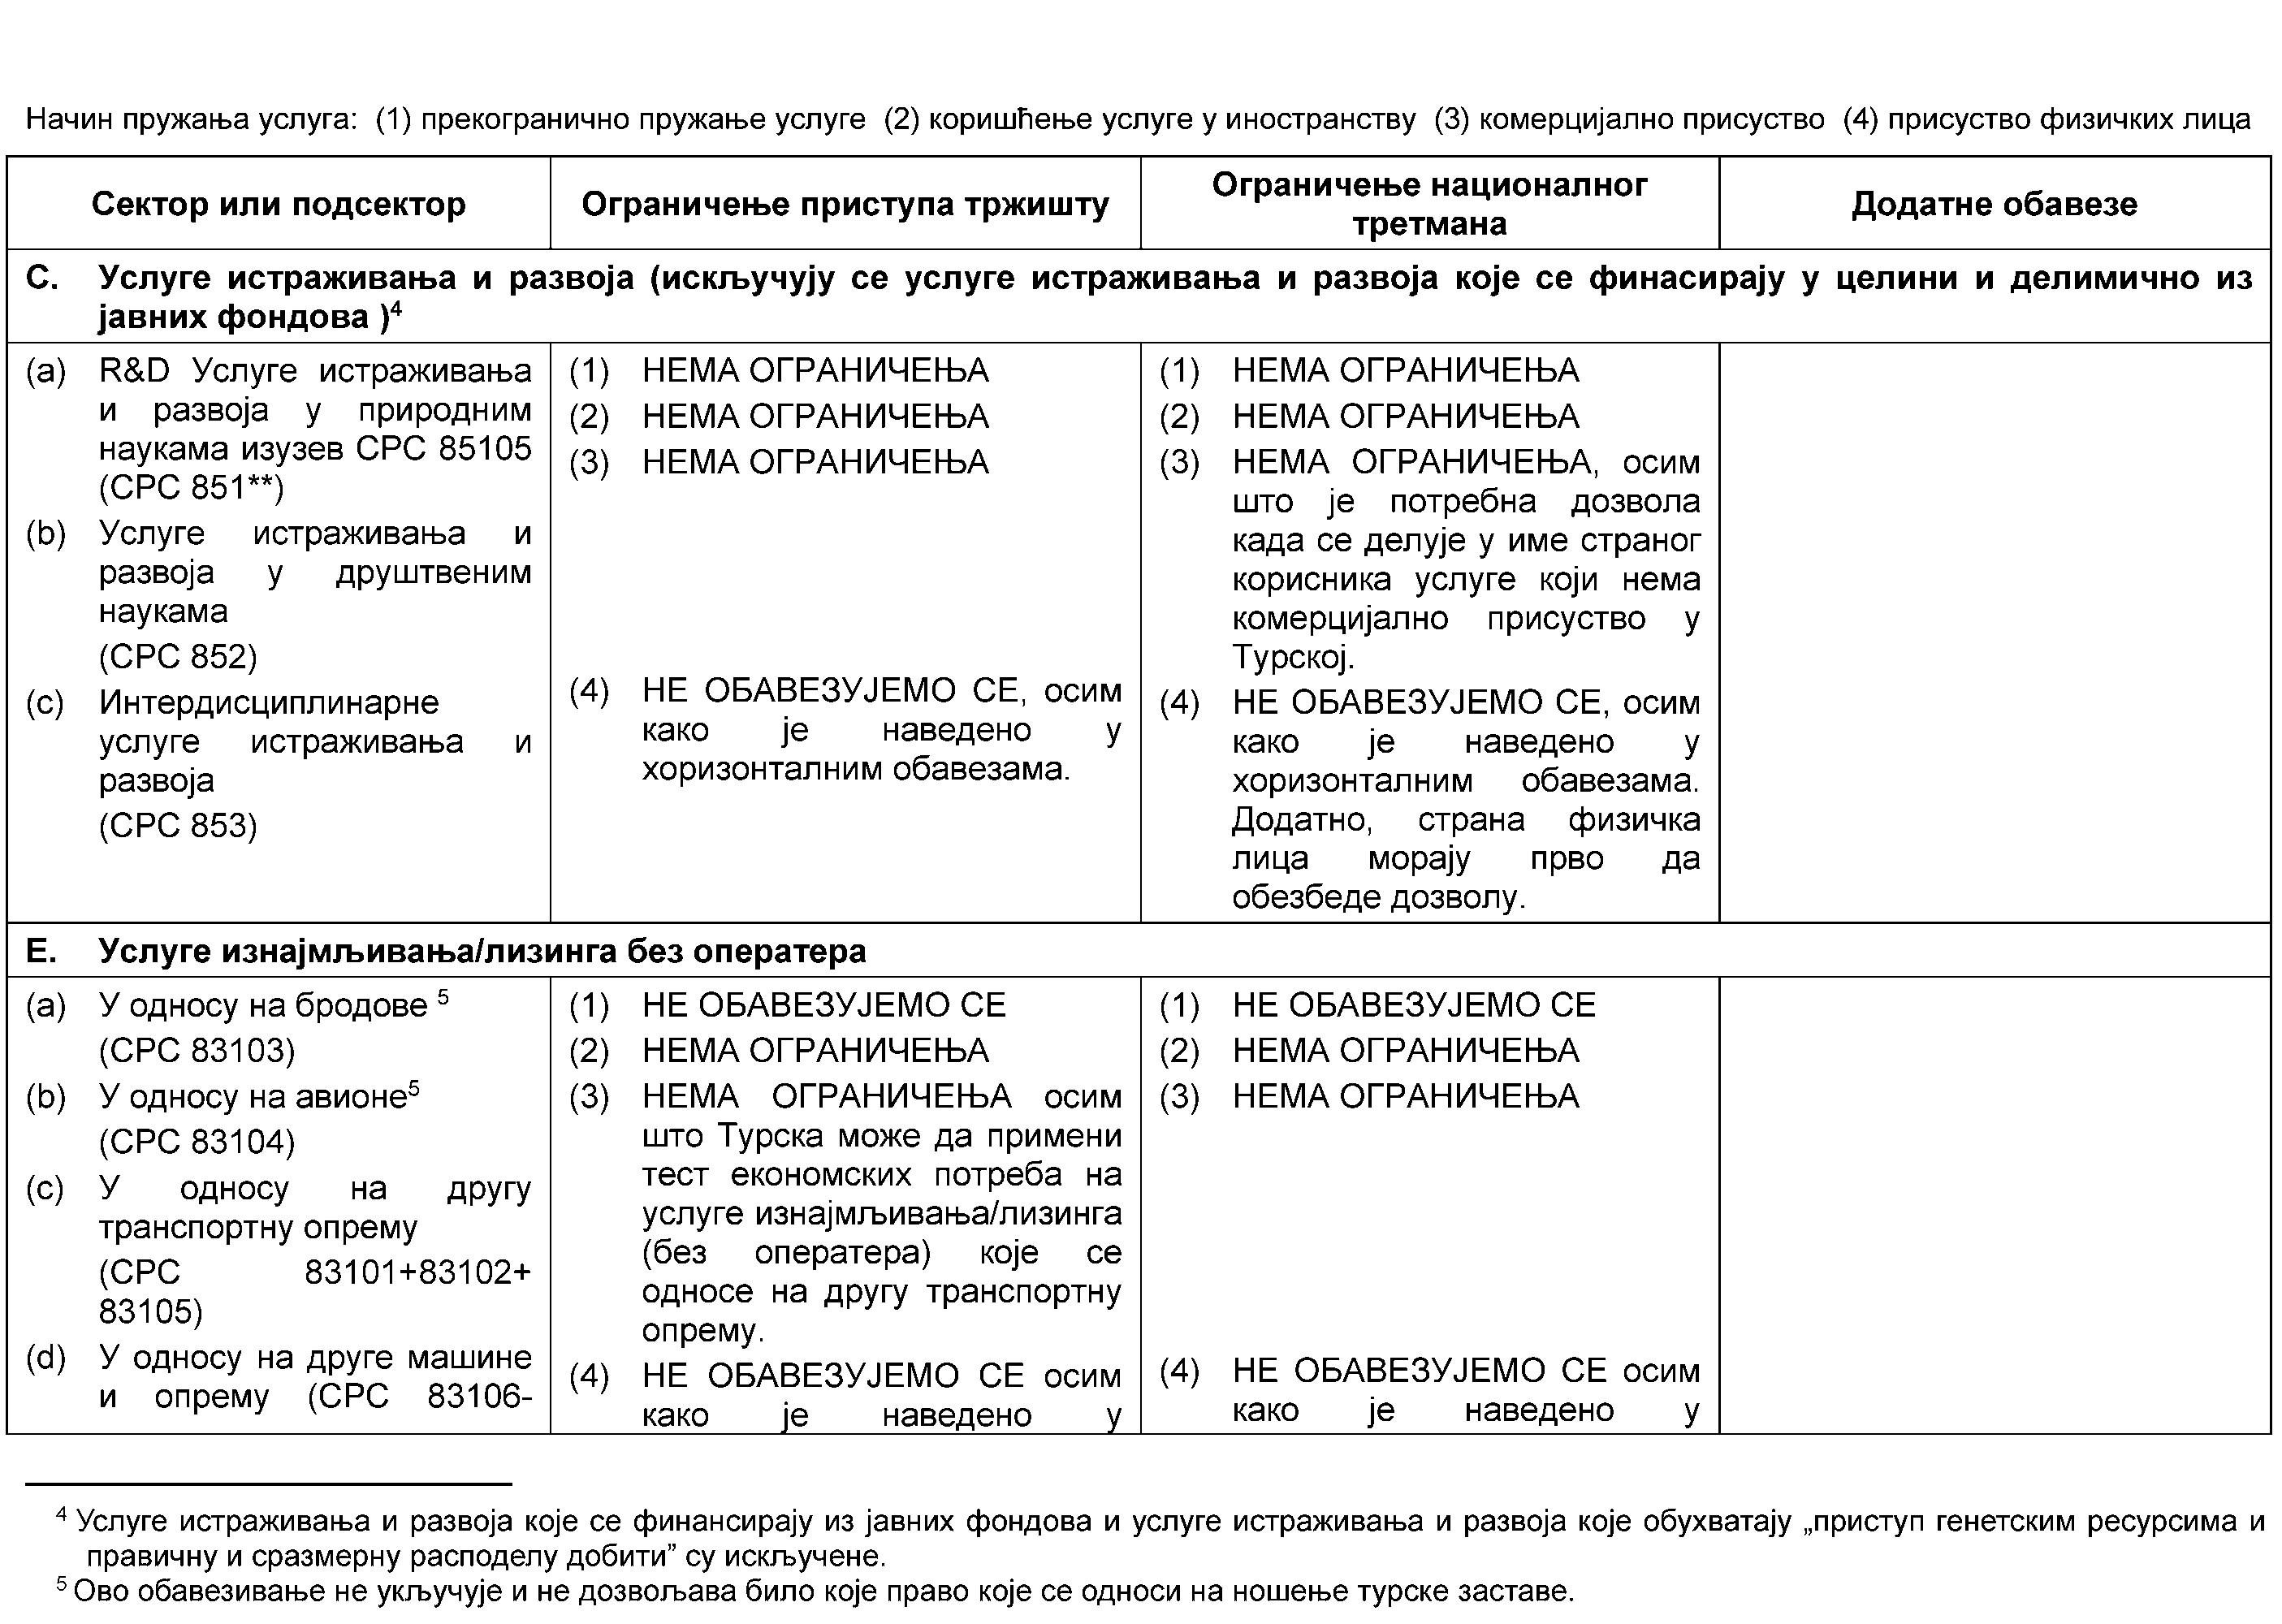 Начин пружања услуга: (1) прекогранично пружање услуге (2) коришћење услуге у иностранству (3) комерцијално присуство (4) присуство физичких лица
Сектор или подсектор
Ограничење приступа тржишту
Ограничење националног
третмана
Додатне обавезе
C. Услуге истраживања и развоја (искључују се услуге истраживања и развоја које се финасирају у целини и делимично из
јавних фондова )4
(a) R&D Услуге истраживања
и развоја у природним
наукама изузев CPC 85105
(CPC 851**)
(b) Услуге истраживања и
развоја у друштвеним
наукама
(CPC 852)
(c) Интердисциплинарне
услуге истраживања и
развоја
(CPC 853)
(1) НЕМА ОГРАНИЧЕЊА
(2) НЕМА ОГРАНИЧЕЊА
(3) НЕМА ОГРАНИЧЕЊА
(4) НЕ ОБАВЕЗУЈЕМО СЕ, осим
како је наведено у
хоризонталним обавезама.
(1) НЕМА ОГРАНИЧЕЊА
(2) НЕМА ОГРАНИЧЕЊА
(3) НЕМА ОГРАНИЧЕЊА, осим
што је потребна дозвола
када се делује у име страног
корисника услуге који нема
комерцијално присуство у
Турској.
(4) НЕ ОБАВЕЗУЈЕМО СЕ, осим
како је наведено у
хоризонталним обавезама.
Додатно, страна физичка
лица морају прво да
обезбеде дозволу.
E. Услуге изнајмљивања/лизинга без оператера
(a) У односу на бродове 5
(CPC 83103)
(b) У односу на авионе5
(CPC 83104)
(c) У односу на другу
транспортну опрему
(CPC 83101+83102+
83105)
(d) У односу на друге машине
и опрему (CPC 83106-
(1) НЕ ОБАВЕЗУЈЕМО СЕ
(2) НЕМА ОГРАНИЧЕЊА
(3) НЕМА ОГРАНИЧЕЊА осим
што Турска може да примени
тест економских потреба на
услуге изнајмљивања/лизинга
(без оператера) које се
односе на другу транспортну
опрему.
(4) НЕ ОБАВЕЗУЈЕМО СЕ осим
како је наведено у
(1) НЕ ОБАВЕЗУЈЕМО СЕ
(2) НЕМА ОГРАНИЧЕЊА
(3) НЕМА ОГРАНИЧЕЊА
(4) НЕ ОБАВЕЗУЈЕМО СЕ осим
како је наведено у
4 Услуге истраживања и развоја које се финансирају из јавних фондова и услуге истраживања и развоја које обухватају „приступ генетским ресурсима и
правичну и сразмерну расподелу добити” су искључене.
5 Ово обавезивање не укључује и не дозвољава било које право које се односи на ношење турске заставе.